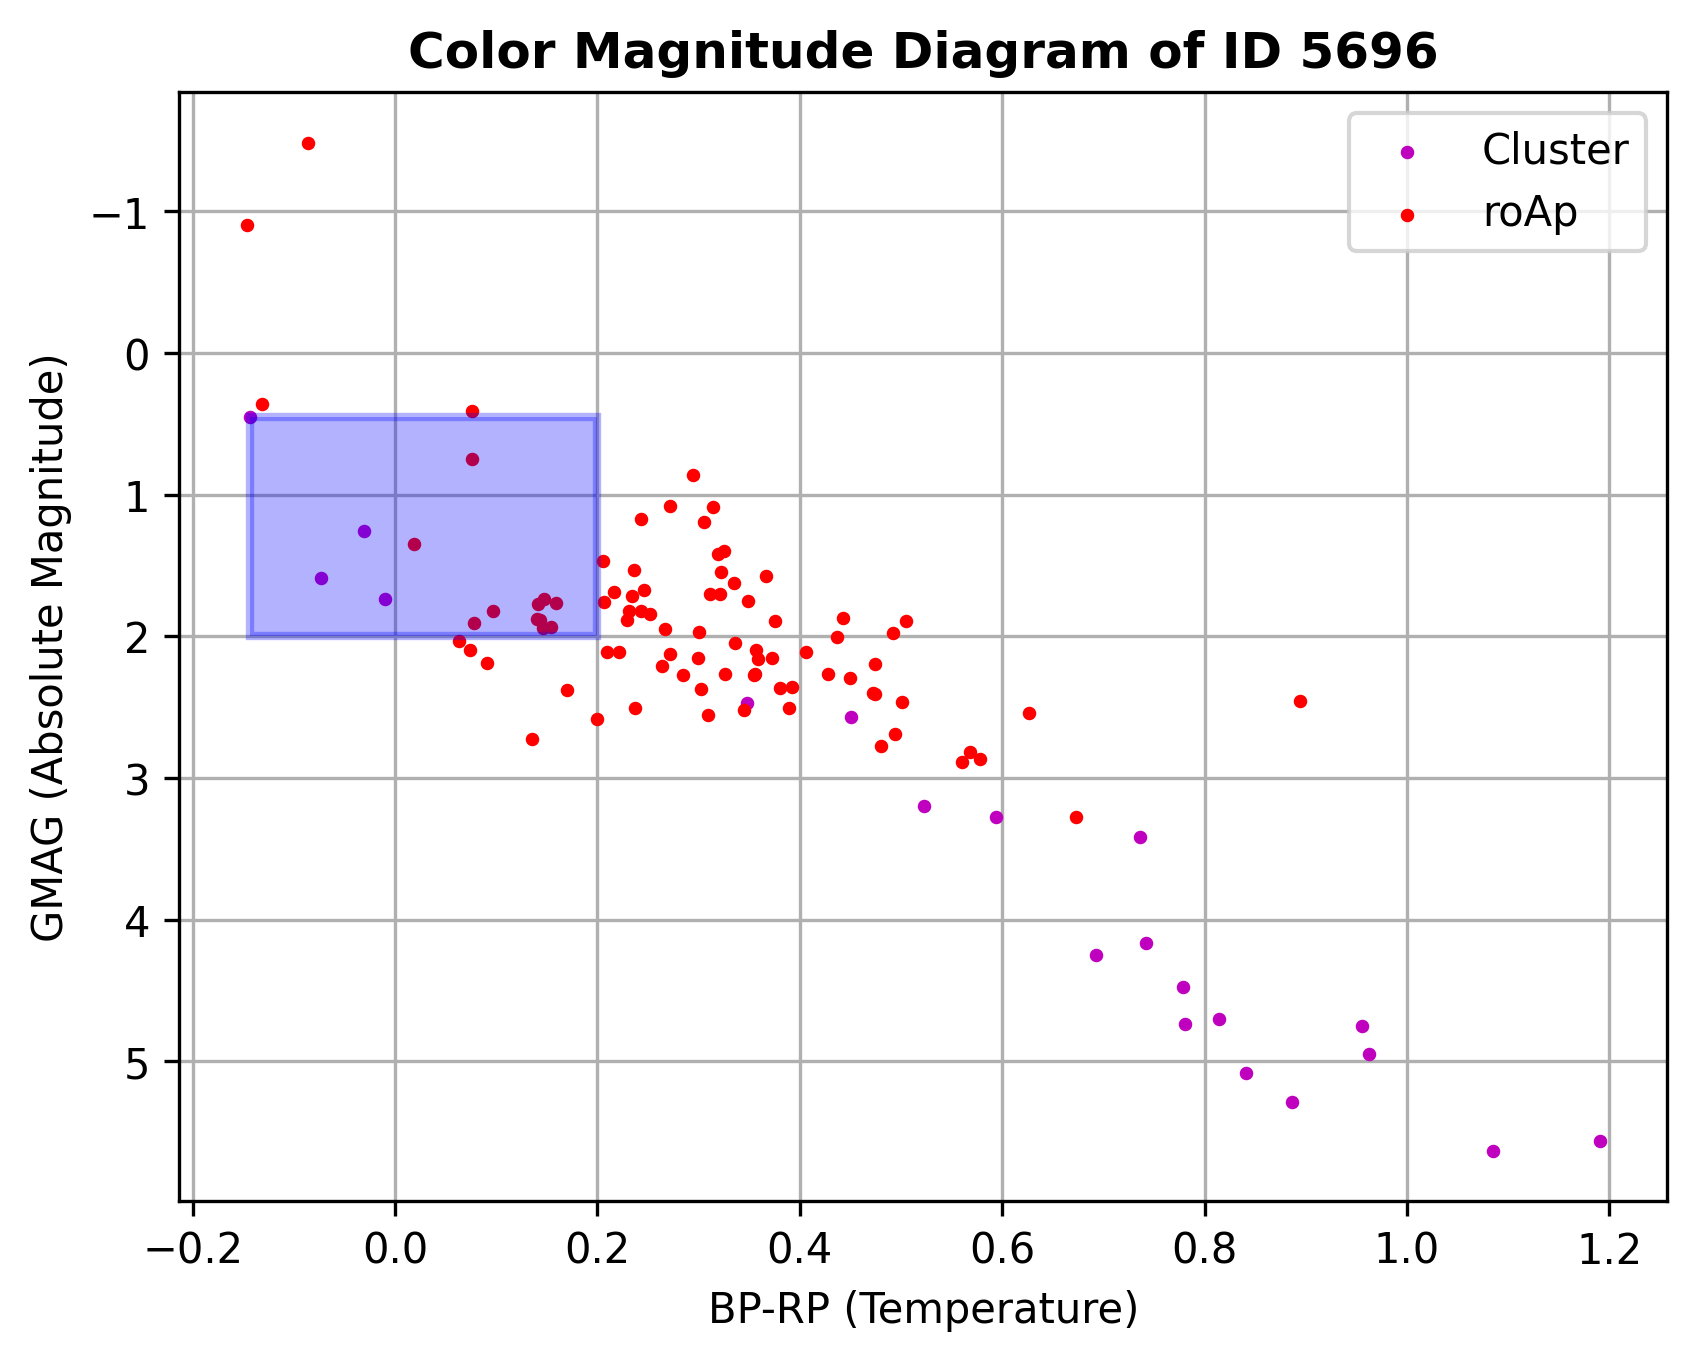 Color Magnitude Diagram of ID 5696
Cluster
roAp
GMAG (Absolute Magnitude)
−1
0
1
2
3
4
5
−0.2 0.0 0.2 0.4 0.6 0.8 1.0 1.2
BP-RP (Temperature)